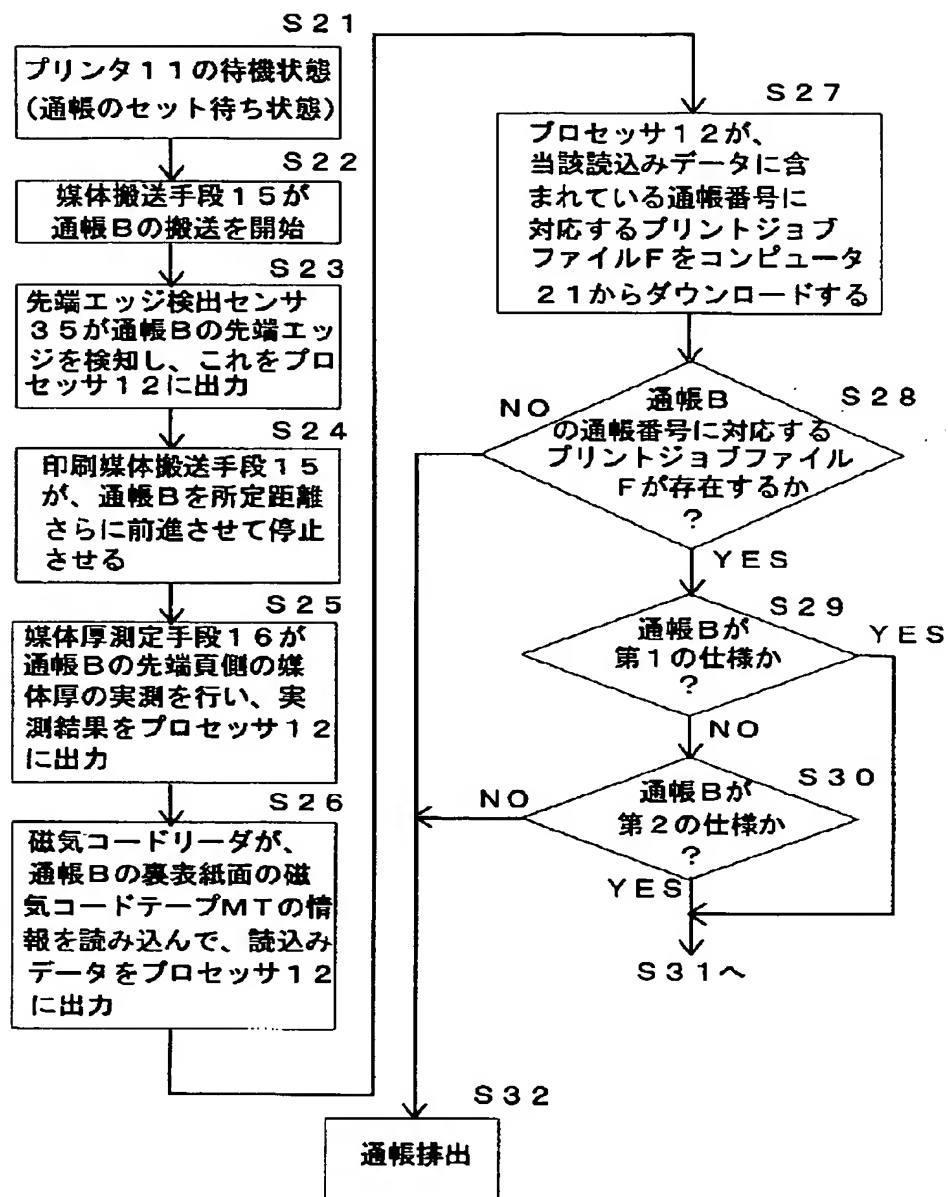 S21
プリンタ11の待機状態
(通帳のセット待ち状態)
S22
媒体搬送手段15が
通帳Bの搬送を開始
S23
先端エッジ検出センサ
35が通帳Bの先端エッ
ジを検知し、これをプロ
セッサ12に出力
S24
印刷媒体搬送手段15
が、通帳Bを所定距離
さらに前進させて停止
させる
S25
媒体厚測定手段16が
通帳Bの先端頁側の媒
体厚の実測を行い、実
測結果をプロセッサ12
に出力
S26
磁気コードリーダが、
通帳Bの裏表紙面の磁
気コードテープMTの情
報を読み込んで、読込み
データをプロセッサ12
に出力
S27
プロセッサ12が、
当該読込みデータに含
まれている通帳番号に
対応するプリントジョブ
ファイルFをコンピュータ
21からダウンロードする
S28
通帳B
の通帳番号に対応する
プリントジョブファイル
Fが存在するか
?
NO
YES
S29
通帳Bが
第1の仕様か
?
YES
NO
S30
通帳Bが
第2の仕様か
?
NO
YES
S31へ
S32
通帳排出